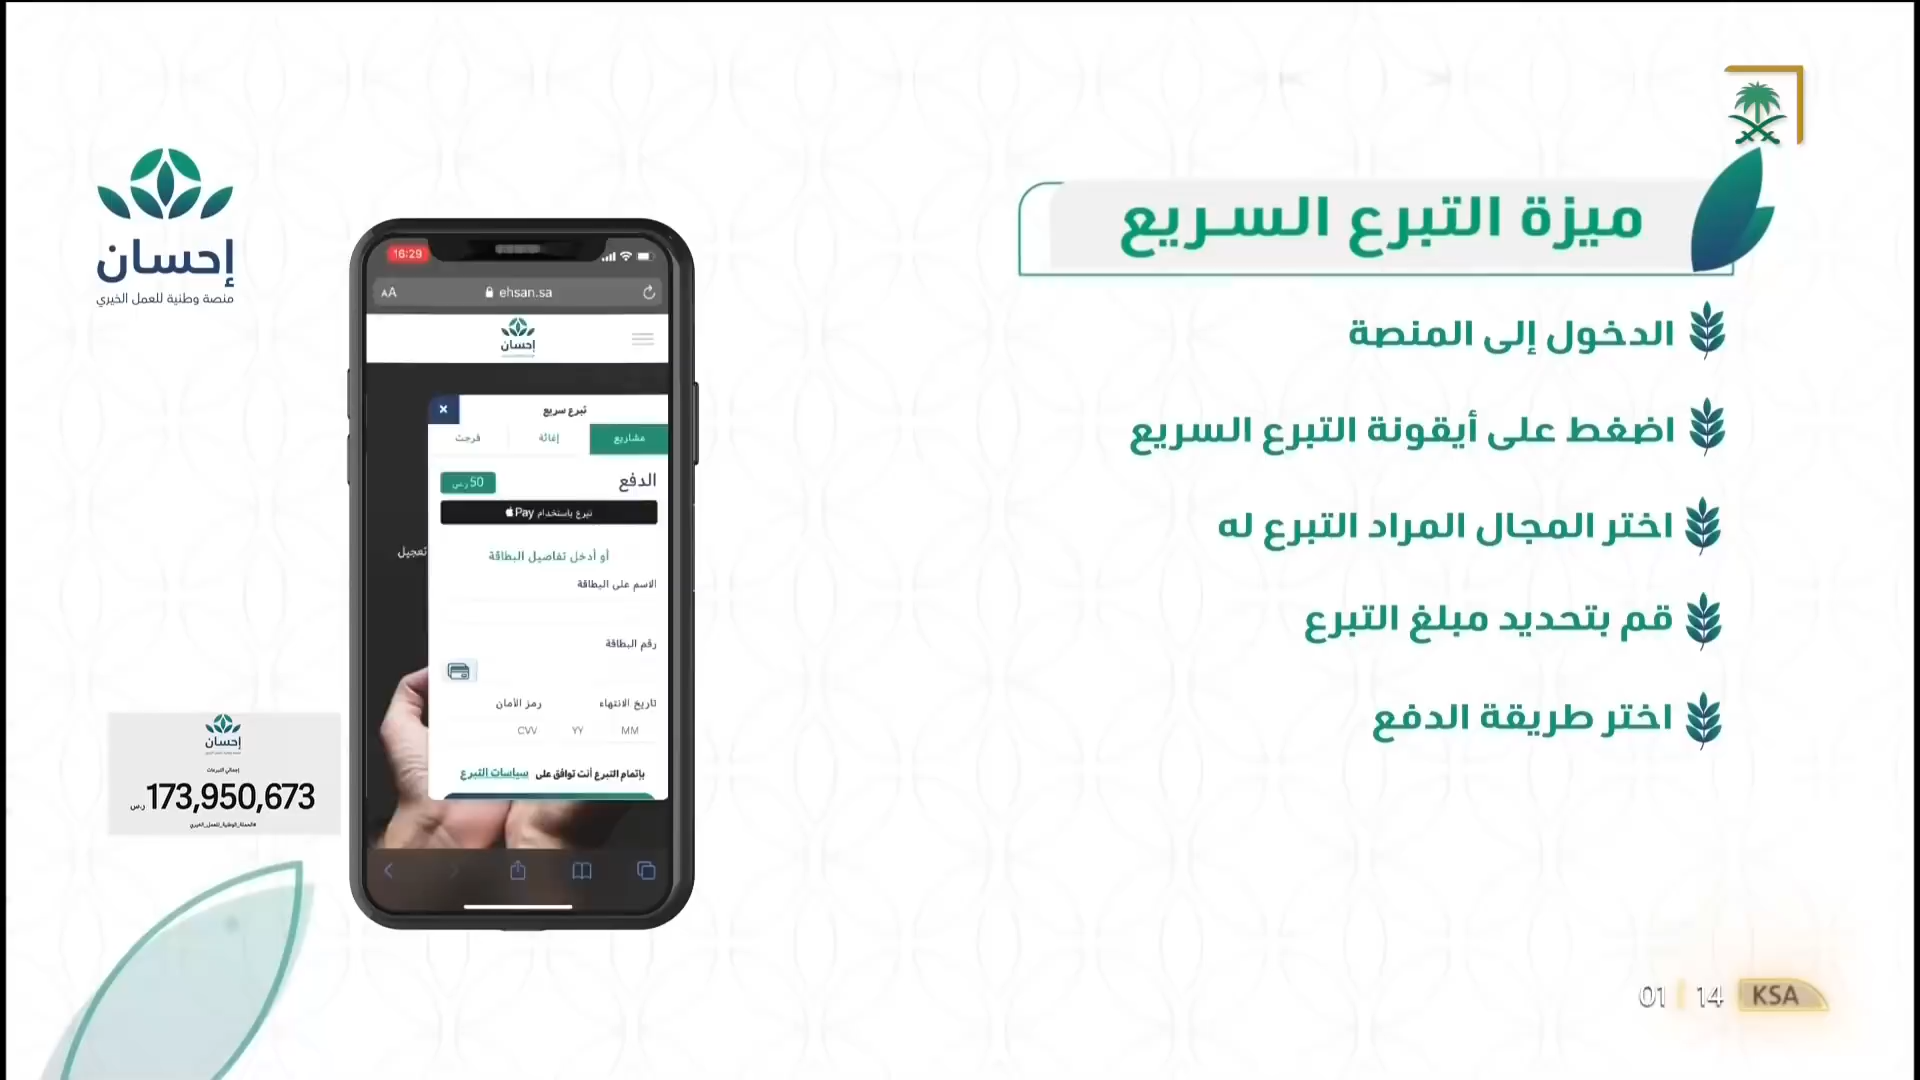 ميزة التبرع السريع
الدخول إلى المنصة
اضغط على أيقونة التبرع السريع
اختر المجال المراد التبرع له
قم بتحديد مبلغ التبرع
اختر طريقة الدفع
إحسان
منصة وطنية للعمل الخيري
16:29
AA ehsan.sa
إحسان
تبرع سريع
مشاريع إغاثة فرجت
الدفع 50 ر.س
تبرع باستخدام Pay
أو أدخل تفاصيل البطاقة
تعجيل
الاسم على البطاقة
رقم البطاقة
تاريخ الانتهاء رمز الأمان
MM YY CVV
بإتمام التبرع أنت توافق على سياسات التبرع
إحسان
إجمالي التبرعات
173,950,673 ر.س
#الحملة_الوطنية_للعمل_الخيري
01 14 KSA